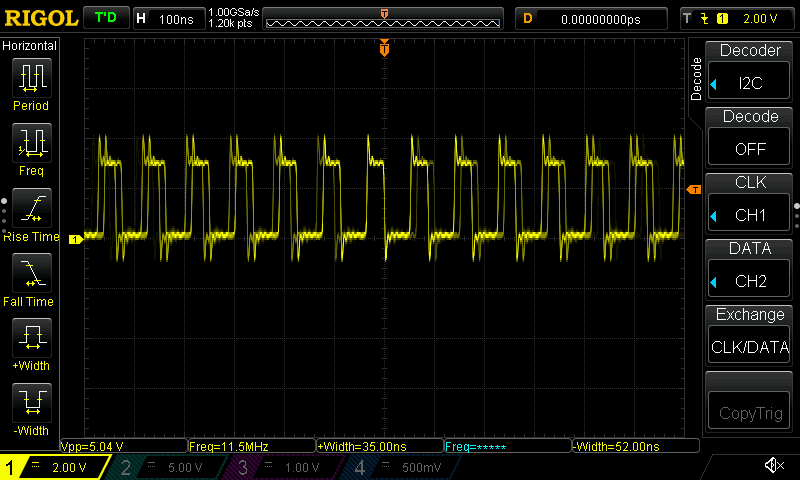 RIGOL T'D H 100ns 1.00GSa/s 1.20k pts T D 0.00000000ps T 1 2.00 V
Horizontal
Period
Freq
Rise Time
Fall Time
+Width
-Width
T
1
T
Decode
Decoder
I2C
Decode
OFF
CLK
CH1
DATA
CH2
Exchange
CLK/DATA
CopyTrig
Vpp=5.04 V Freq=11.5MHz +Width=35.00ns Freq=***** -Width=52.00ns
1 2.00 V 2 5.00 V 3 1.00 V 4 500mV